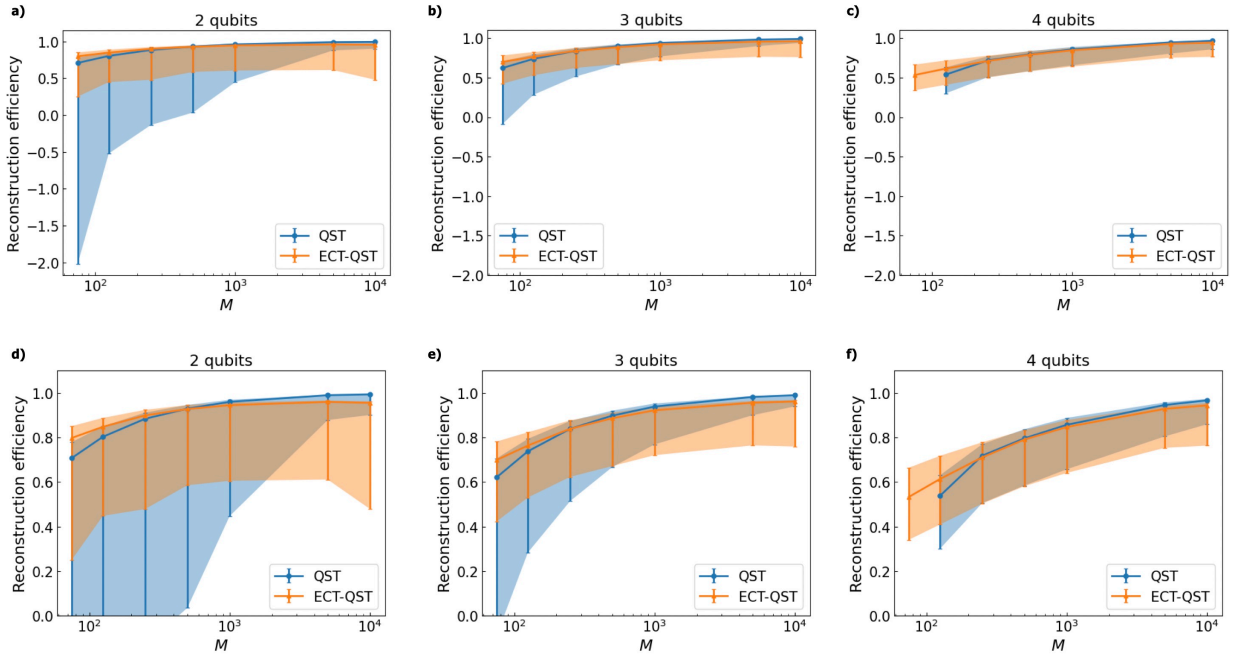 a)
2 qubits
Reconstruction efficiency
1.0
0.5
0.0
−0.5
−1.0
−1.5
−2.0
10²
10³
10⁴
M
QST
ECT-QST
b)
3 qubits
Reconstruction efficiency
1.0
0.5
0.0
−0.5
−1.0
−1.5
−2.0
10²
10³
10⁴
M
QST
ECT-QST
c)
4 qubits
Reconstruction efficiency
1.0
0.5
0.0
−0.5
−1.0
−1.5
−2.0
10²
10³
10⁴
M
QST
ECT-QST
d)
2 qubits
Reconstruction efficiency
1.0
0.8
0.6
0.4
0.2
0.0
10²
10³
10⁴
M
QST
ECT-QST
e)
3 qubits
Reconstruction efficiency
1.0
0.8
0.6
0.4
0.2
0.0
10²
10³
10⁴
M
QST
ECT-QST
f)
4 qubits
Reconstruction efficiency
1.0
0.8
0.6
0.4
0.2
0.0
10²
10³
10⁴
M
QST
ECT-QST